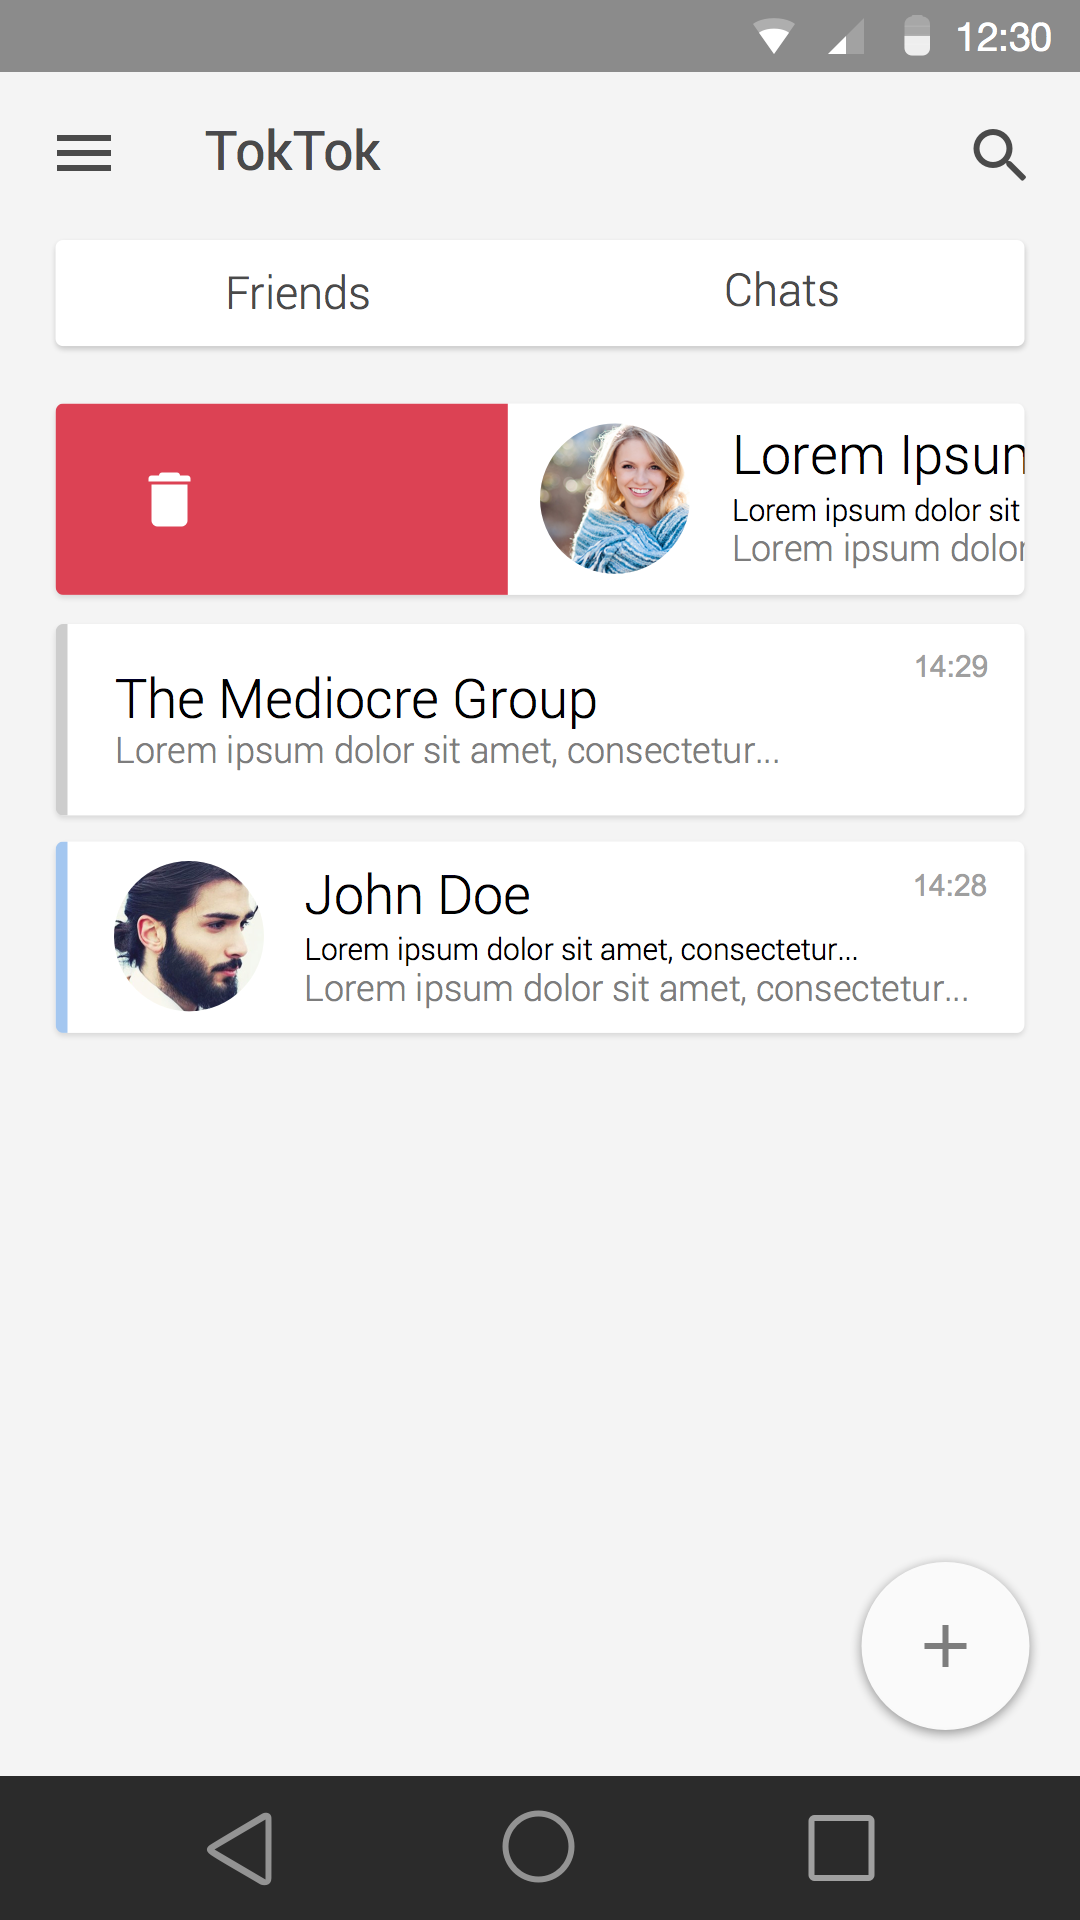 12:30
TokTok
Friends
Chats
Lorem Ipsum
Lorem ipsum dolor sit
Lorem ipsum dolor
14:29
The Mediocre Group
Lorem ipsum dolor sit amet, consectetur...
John Doe
14:28
Lorem ipsum dolor sit amet, consectetur...
Lorem ipsum dolor sit amet, consectetur...